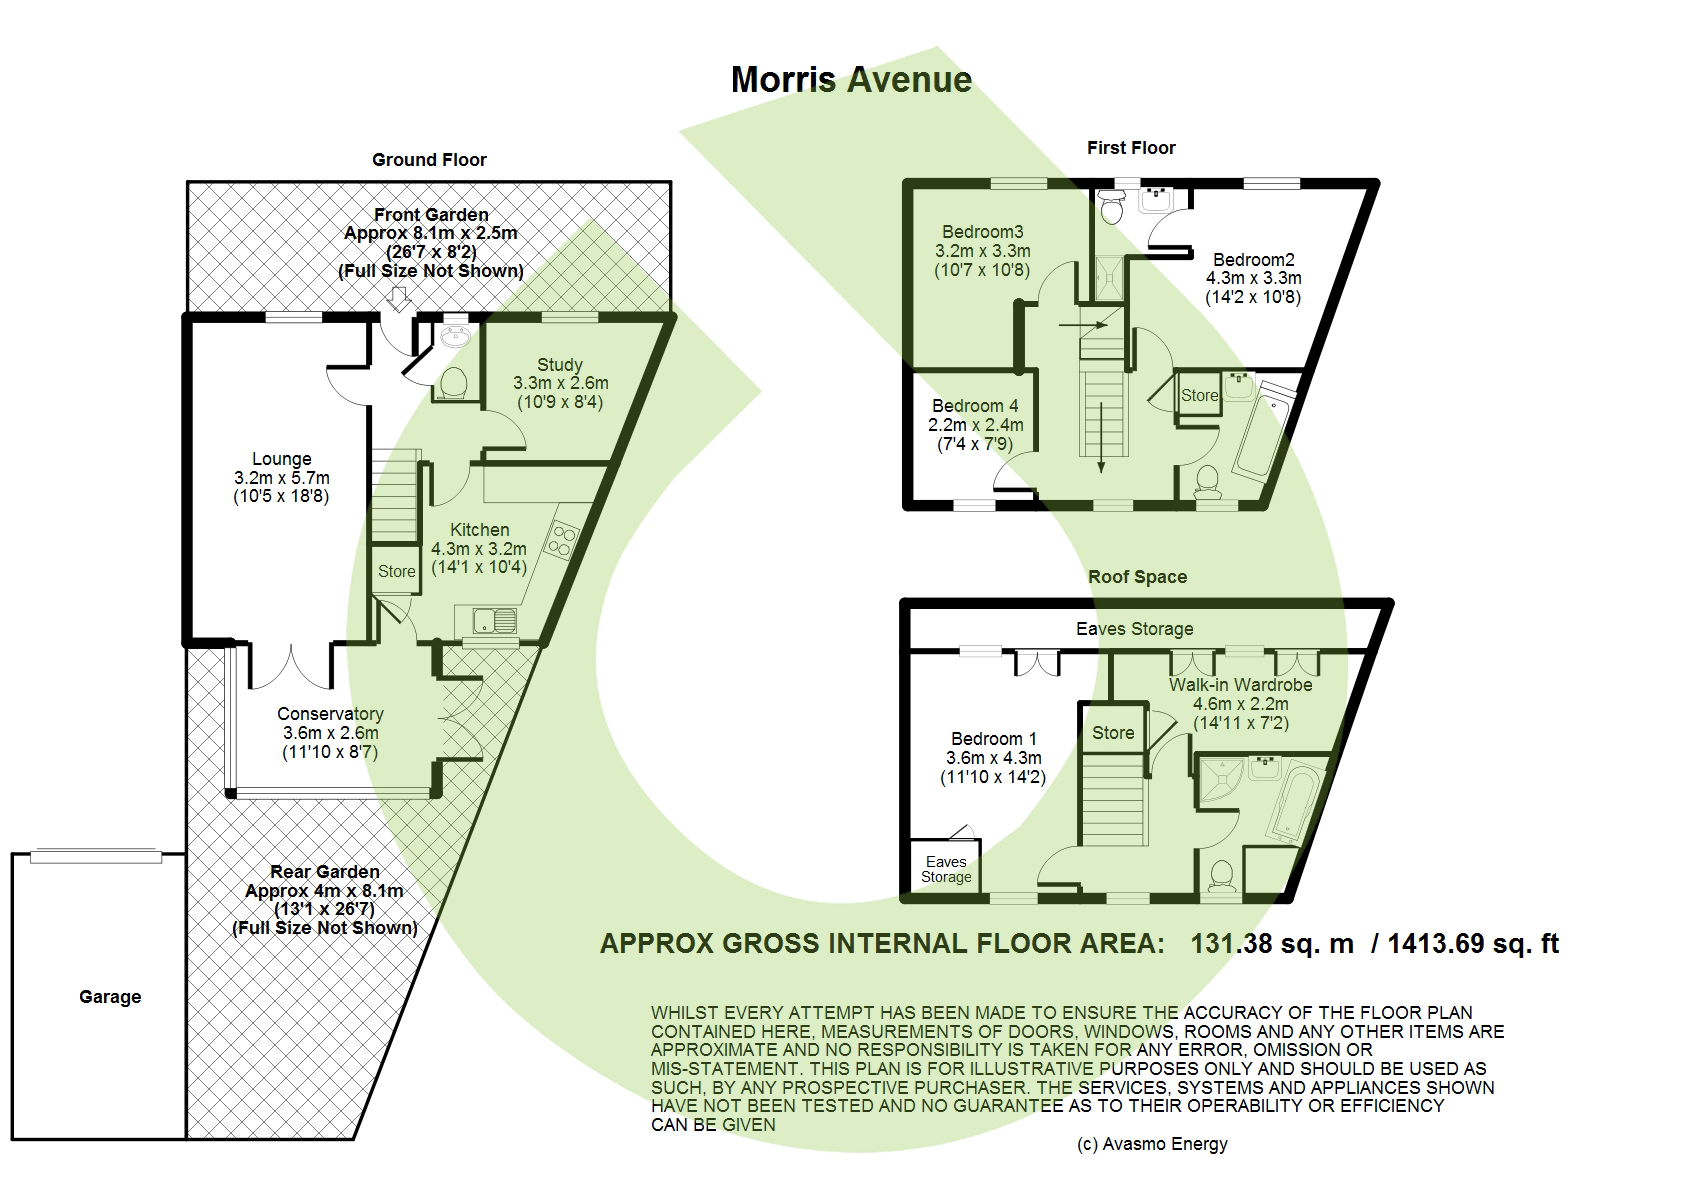 Morris Avenue
Ground Floor
Front Garden
Approx 8.1m x 2.5m
(26'7 x 8'2)
(Full Size Not Shown)
Study
3.3m x 2.6m
(10'9 x 8'4)
Lounge
3.2m x 5.7m
(10'5 x 18'8)
Kitchen
4.3m x 3.2m
(14'1 x 10'4)
Store
Conservatory
3.6m x 2.6m
(11'10 x 8'7)
Rear Garden
Approx 4m x 8.1m
(13'1 x 26'7)
(Full Size Not Shown)
Garage
First Floor
Bedroom3
3.2m x 3.3m
(10'7 x 10'8)
Bedroom2
4.3m x 3.3m
(14'2 x 10'8)
Bedroom 4
2.2m x 2.4m
(7'4 x 7'9)
Store
Roof Space
Eaves Storage
Walk-in Wardrobe
4.6m x 2.2m
(14'11 x 7'2)
Store
Bedroom 1
3.6m x 4.3m
(11'10 x 14'2)
Eaves
Storage
APPROX GROSS INTERNAL FLOOR AREA: 131.38 sq. m / 1413.69 sq. ft
WHILST EVERY ATTEMPT HAS BEEN MADE TO ENSURE THE ACCURACY OF THE FLOOR PLAN
CONTAINED HERE, MEASUREMENTS OF DOORS, WINDOWS, ROOMS AND ANY OTHER ITEMS ARE
APPROXIMATE AND NO RESPONSIBILITY IS TAKEN FOR ANY ERROR, OMISSION OR
MIS-STATEMENT. THIS PLAN IS FOR ILLUSTRATIVE PURPOSES ONLY AND SHOULD BE USED AS
SUCH, BY ANY PROSPECTIVE PURCHASER. THE SERVICES, SYSTEMS AND APPLIANCES SHOWN
HAVE NOT BEEN TESTED AND NO GUARANTEE AS TO THEIR OPERABILITY OR EFFICIENCY
CAN BE GIVEN
(c) Avasmo Energy